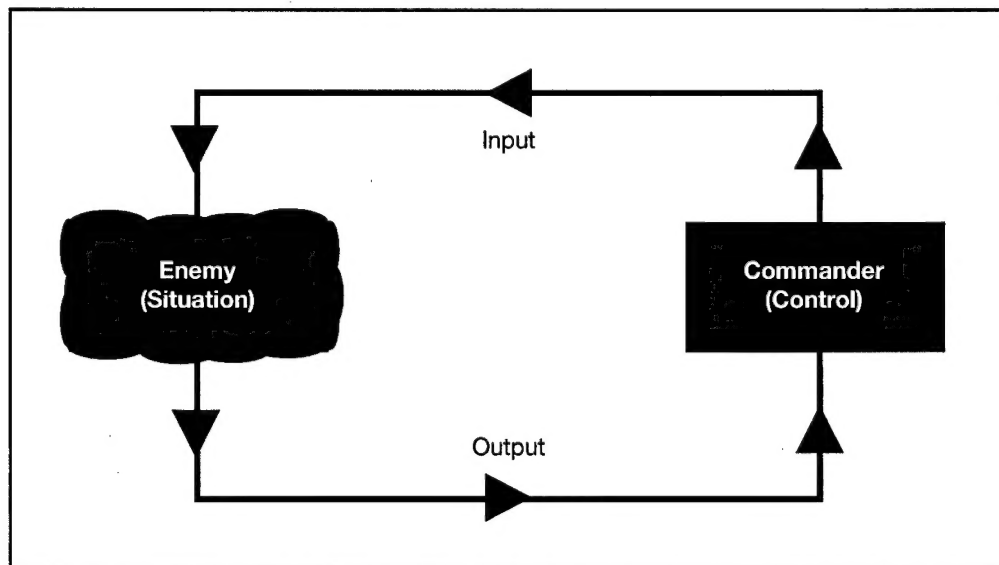 Input
Enemy
(Situation)
Commander
(Control)
Output